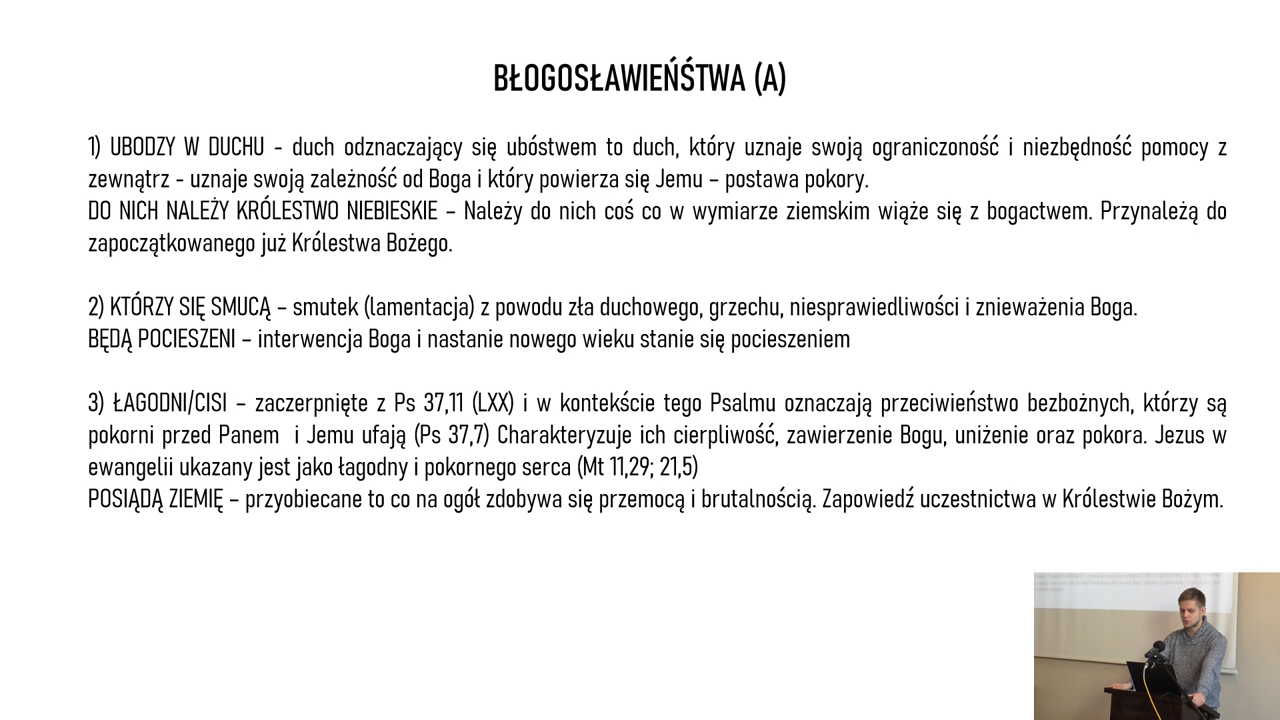 BŁOGOSŁAWIEŃŚTWA (A)
1) UBODZY W DUCHU - duch odznaczający się ubóstwem to duch, który uznaje swoją ograniczoność i niezbędność pomocy z
zewnątrz - uznaje swoją zależność od Boga i który powierza się Jemu – postawa pokory.
DO NICH NALEŻY KRÓLESTWO NIEBIESKIE – Należy do nich coś co w wymiarze ziemskim wiąże się z bogactwem. Przynależą do
zapoczątkowanego już Królestwa Bożego.
2) KTÓRZY SIĘ SMUCĄ – smutek (lamentacja) z powodu zła duchowego, grzechu, niesprawiedliwości i znieważenia Boga.
BĘDĄ POCIESZENI – interwencja Boga i nastanie nowego wieku stanie się pocieszeniem
3) ŁAGODNI/CISI – zaczerpnięte z Ps 37,11 (LXX) i w kontekście tego Psalmu oznaczają przeciwieństwo bezbożnych, którzy są
pokorni przed Panem i Jemu ufają (Ps 37,7) Charakteryzuje ich cierpliwość, zawierzenie Bogu, uniżenie oraz pokora. Jezus w
ewangelii ukazany jest jako łagodny i pokornego serca (Mt 11,29; 21,5)
POSIĄDĄ ZIEMIĘ – przyobiecane to co na ogół zdobywa się przemocą i brutalnością. Zapowiedź uczestnictwa w Królestwie Bożym.